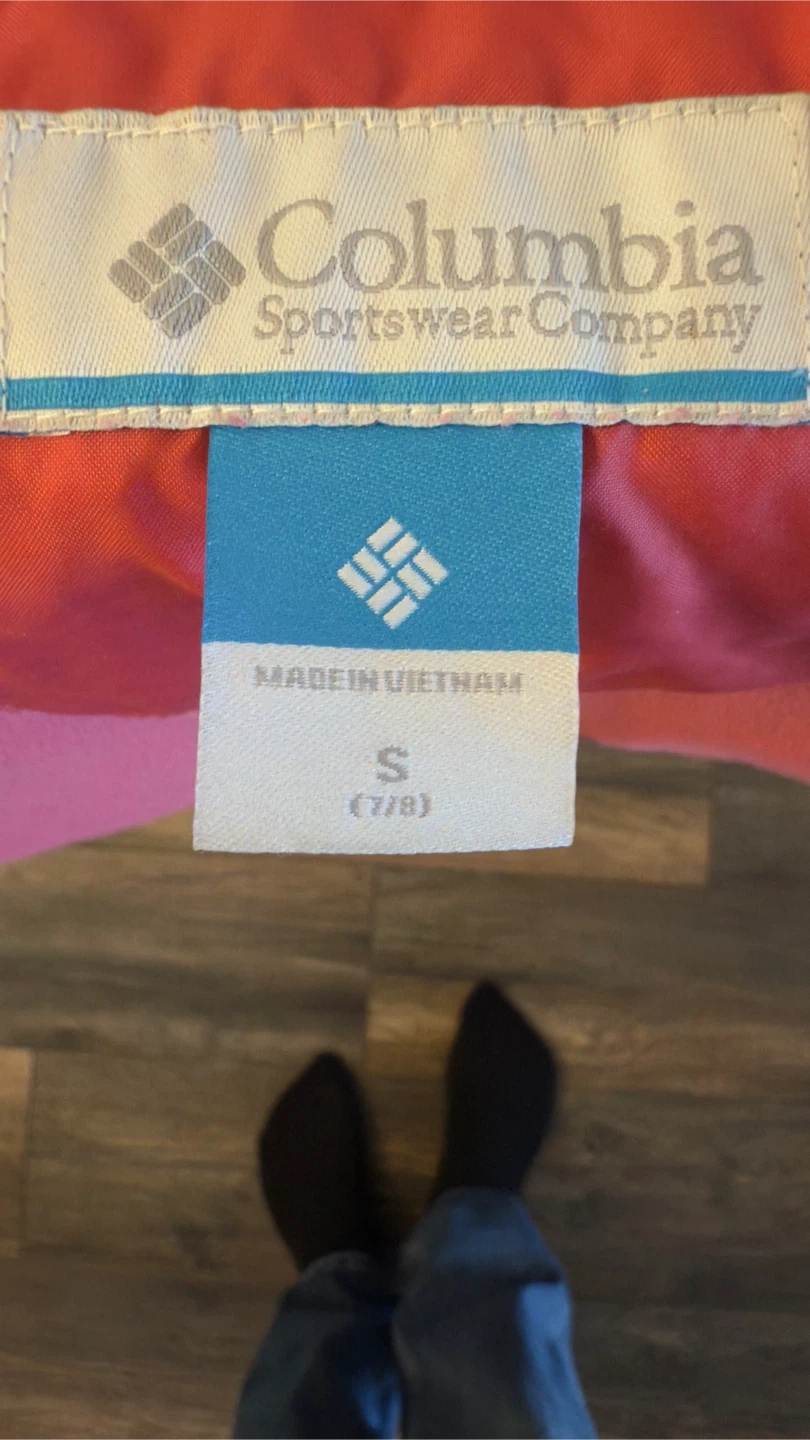 Columbia
Sportswear Company
MADE IN VIETNAM
S
(7/8)